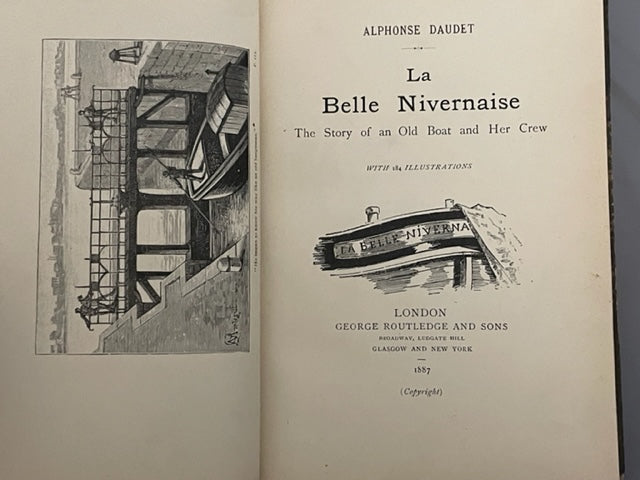 ALPHONSE DAUDET
La
Belle Nivernaise
The Story of an Old Boat and Her Crew
WITH 184 ILLUSTRATIONS
LA BELLE NIVERNA
LONDON
GEORGE ROUTLEDGE AND SONS
BROADWAY, LUDGATE HILL
GLASGOW AND NEW YORK
1887
(Copyright)